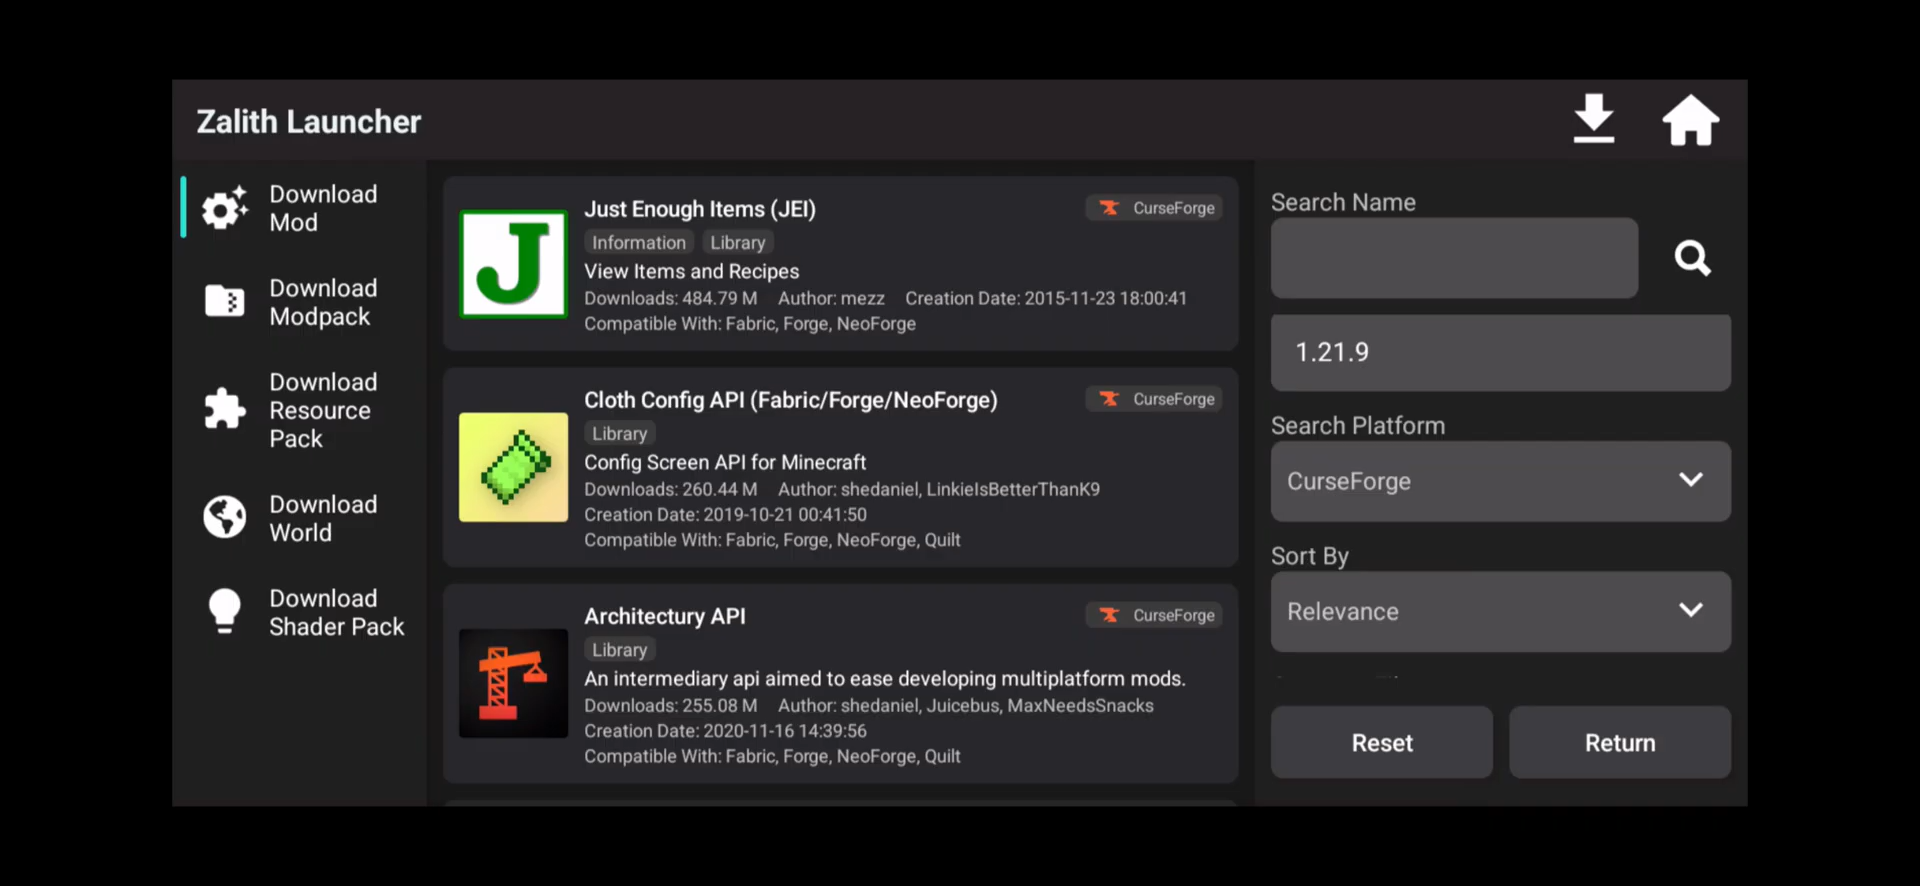 Zalith Launcher
Download
Mod
Download
Modpack
Download
Resource
Pack
Download
World
Download
Shader Pack
J
Just Enough Items (JEI)
CurseForge
Information Library
View Items and Recipes
Downloads: 484.79 M Author: mezz Creation Date: 2015-11-23 18:00:41
Compatible With: Fabric, Forge, NeoForge
Cloth Config API (Fabric/Forge/NeoForge)
CurseForge
Library
Config Screen API for Minecraft
Downloads: 260.44 M Author: shedaniel, LinkieIsBetterThanK9
Creation Date: 2019-10-21 00:41:50
Compatible With: Fabric, Forge, NeoForge, Quilt
Architectury API
CurseForge
Library
An intermediary api aimed to ease developing multiplatform mods.
Downloads: 255.08 M Author: shedaniel, Juicebus, MaxNeedsSnacks
Creation Date: 2020-11-16 14:39:56
Compatible With: Fabric, Forge, NeoForge, Quilt
Search Name
1.21.9
Search Platform
CurseForge
Sort By
Relevance
Reset
Return